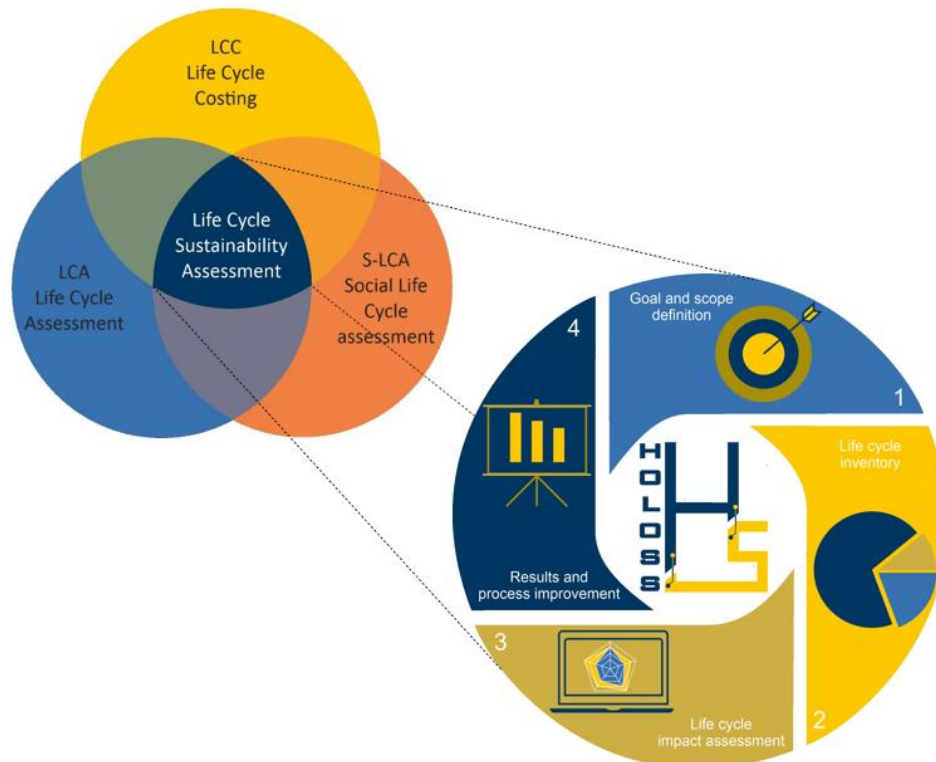 LCC
Life Cycle
Costing
LCA
Life Cycle
Assessment
Life Cycle
Sustainability
Assessment
S-LCA
Social Life
Cycle
assessment
Goal and scope
definition
1
Life cycle
inventory
2
3
Life cycle
impact assessment
4
Results and
process improvement
HOLOSS
HS